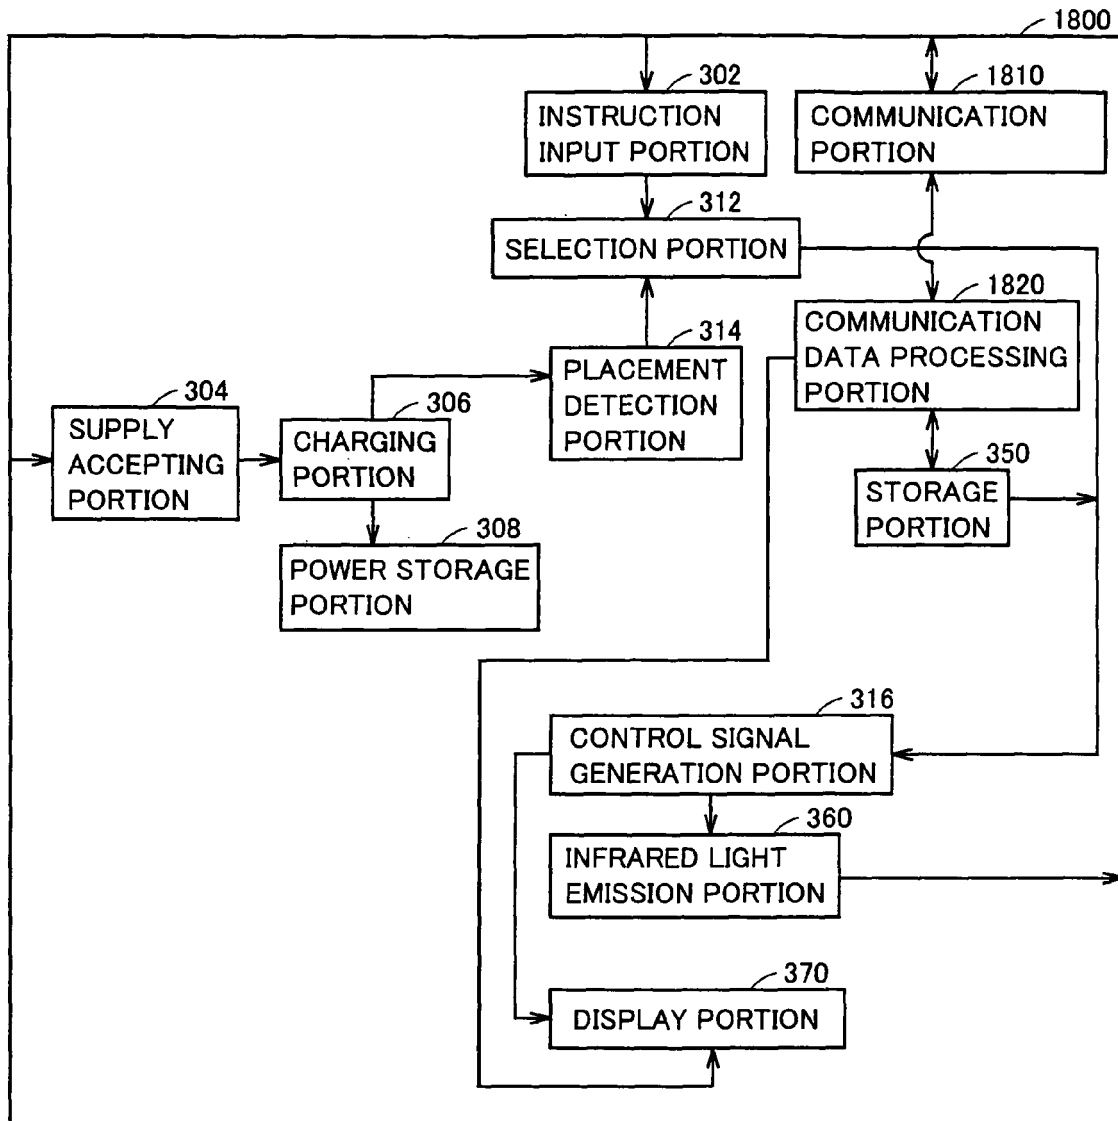 1800
302
INSTRUCTION
INPUT PORTION
1810
COMMUNICATION
PORTION
312
SELECTION PORTION
1820
COMMUNICATION
DATA PROCESSING
PORTION
314
PLACEMENT
DETECTION
PORTION
304
SUPPLY
ACCEPTING
PORTION
306
CHARGING
PORTION
350
STORAGE
PORTION
308
POWER STORAGE
PORTION
316
CONTROL SIGNAL
GENERATION PORTION
360
INFRARED LIGHT
EMISSION PORTION
370
DISPLAY PORTION